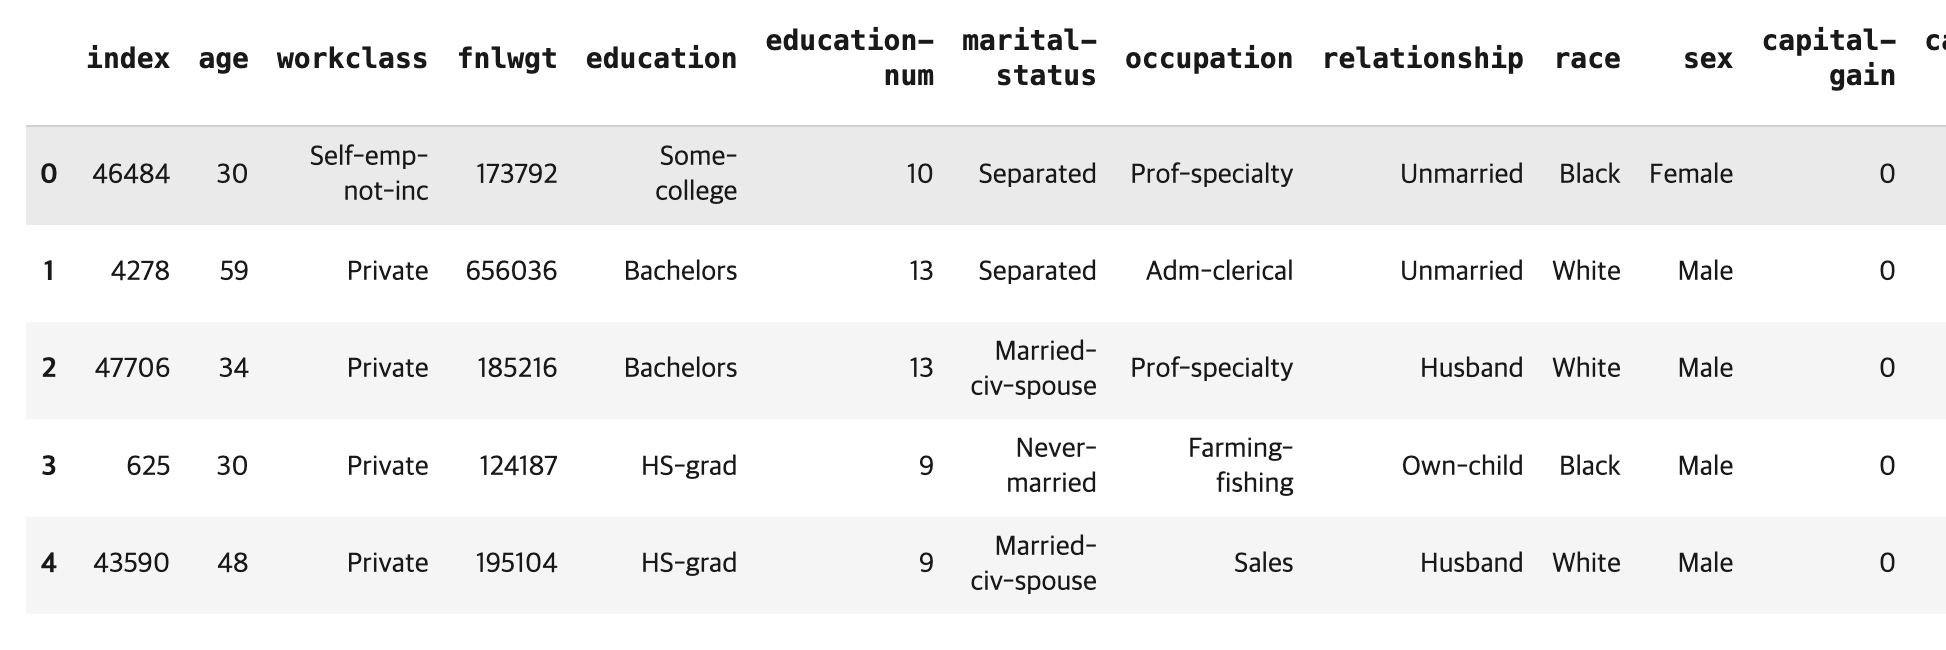 index age workclass fnlwgt education education-num marital-status occupation relationship race sex capital-gain ca
0 46484 30 Self-emp-not-inc 173792 Some-college 10 Separated Prof-specialty Unmarried Black Female 0
1 4278 59 Private 656036 Bachelors 13 Separated Adm-clerical Unmarried White Male 0
2 47706 34 Private 185216 Bachelors 13 Married-civ-spouse Prof-specialty Husband White Male 0
3 625 30 Private 124187 HS-grad 9 Never-married Farming-fishing Own-child Black Male 0
4 43590 48 Private 195104 HS-grad 9 Married-civ-spouse Sales Husband White Male 0